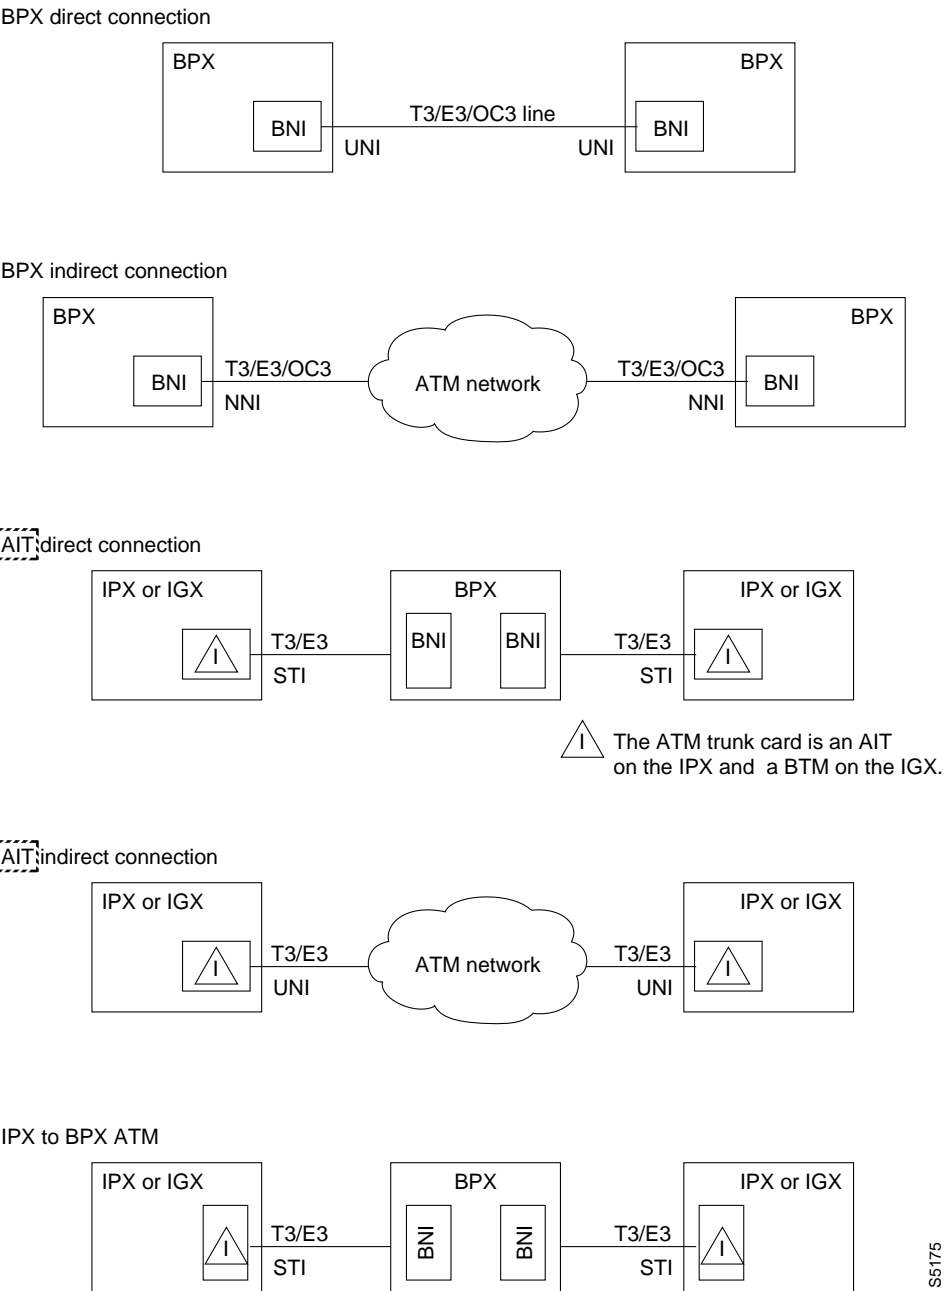 BPX direct connection
BPX
BPX
BNI
T3/E3/OC3 line
BNI
UNI
UNI
BPX indirect connection
BPX
BPX
BNI
T3/E3/OC3
NNI
ATM network
T3/E3/OC3
NNI
BNI
AIT direct connection
IPX or IGX
BPX
IPX or IGX
I
T3/E3
STI
BNI
BNI
T3/E3
STI
I
I The ATM trunk card is an AIT
on the IPX and a BTM on the IGX.
AIT indirect connection
IPX or IGX
IPX or IGX
I
T3/E3
UNI
ATM network
T3/E3
UNI
I
IPX to BPX ATM
IPX or IGX
BPX
IPX or IGX
I
T3/E3
STI
BNI
BNI
T3/E3
STI
I
S5175